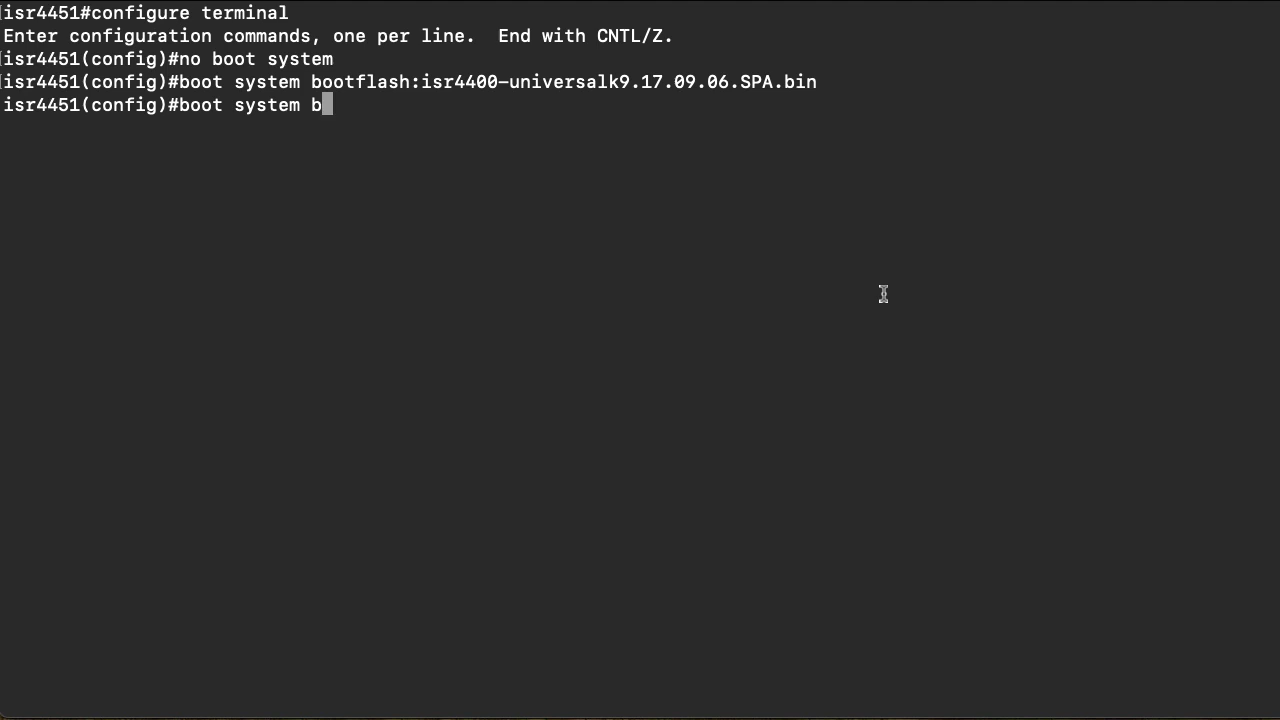 isr4451#configure terminal
Enter configuration commands, one per line.  End with CNTL/Z.
isr4451(config)#no boot system
isr4451(config)#boot system bootflash:isr4400-universalk9.17.09.06.SPA.bin
isr4451(config)#boot system b